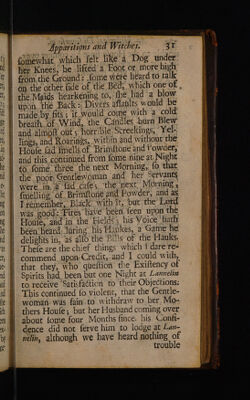 Apparitions and Witches. 31
somewhat which felt like a Dog under
her Knees, be lifted a Foot or more high
from the Ground: some were heard to talk
on the other side of the Bed, which one of
the Maids hearkening to, she had a blow
upon the Back: Divers assaults would be
made by fits; it would come with a cold
breath of Wind, the Candles burn Blew
and almost out; horrible Screekings, Yel-
lings, and Roarings, within and without the
House sad smells of Brimstone and Powder,
and this continued from some nine at Night
to some three the next Morning, so that
the poor Gentlewoman and her Servants
were in a sad case; the next Morning,
smelling of Brimstone and Powder, and as
I remember, Black with it, but the Lord
was good: Fires have been seen upon the
House, and in the Fields; his Voice hath
been heard luring his Hauks, a Game he
delights in, as also the Bells of the Hauks.
These are the chief things which I dare re-
commend upon Credit, and I could wish,
that they, who question the Existency of
Spirits had been but one Night at Lannelin
to receive Satisfaction to their Objections.
This continued so violent, that the Gentle-
woman was fain to withdraw to her Mo-
thers House; but her Husband coming over
about some four Months since, his Confi-
dence did not serve him to lodge at Lan-
nelin, although we have heard nothing of
trouble